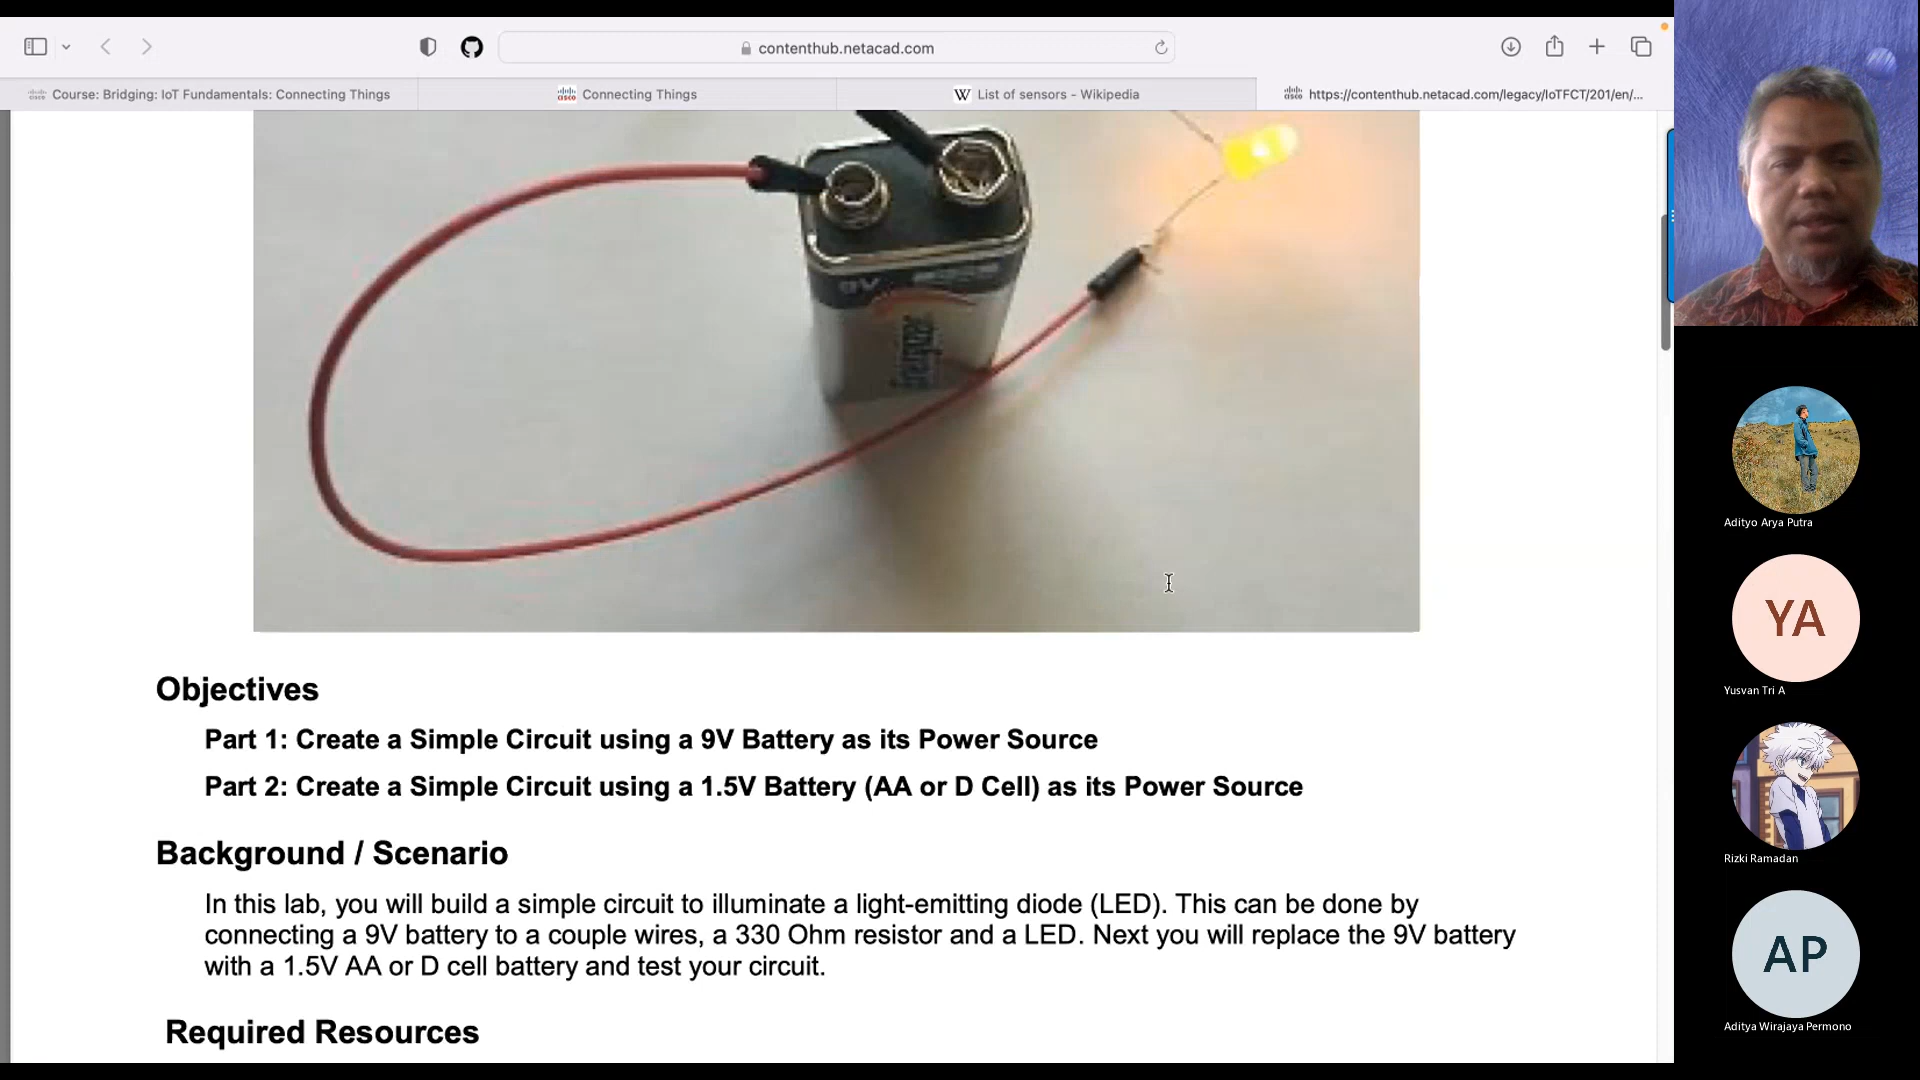 contenthub.netacad.com
Course: Bridging: IoT Fundamentals: Connecting Things
Connecting Things
W List of sensors - Wikipedia
https://contenthub.netacad.com/legacy/IoTFCT/201/en/...
9V
Objectives
Part 1: Create a Simple Circuit using a 9V Battery as its Power Source
Part 2: Create a Simple Circuit using a 1.5V Battery (AA or D Cell) as its Power Source
Background / Scenario
In this lab, you will build a simple circuit to illuminate a light-emitting diode (LED). This can be done by
connecting a 9V battery to a couple wires, a 330 Ohm resistor and a LED. Next you will replace the 9V battery
with a 1.5V AA or D cell battery and test your circuit.
Required Resources
Adityo Arya Putra
YA
Yusvan Tri A
Rizki Ramadan
AP
Aditya Wirajaya Permono